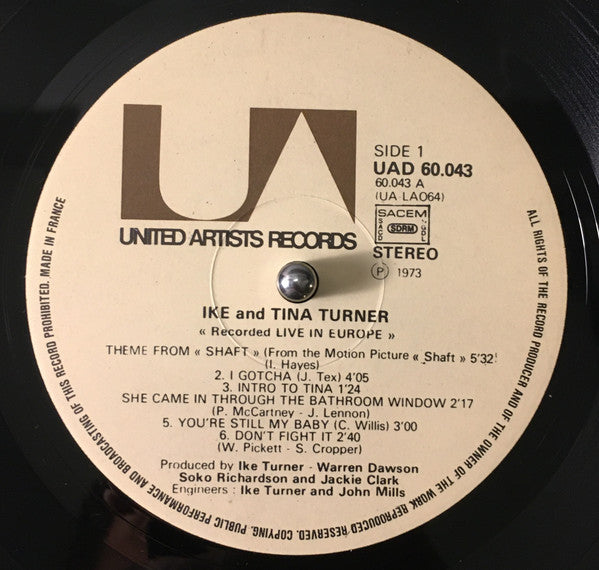 UA
UNITED ARTISTS RECORDS
SIDE 1
UAD 60.043
60.043 A
(UA-LAO64)
SACEM
SACD
SDRM
SGDL
STEREO
Ⓟ 1973
IKE and TINA TURNER
« Recorded LIVE IN EUROPE »
THEME FROM « SHAFT » (From the Motion Picture « Shaft » 5'32
(I. Hayes)
2. I GOTCHA (J. Tex) 4'05
3. INTRO TO TINA 1'24
SHE CAME IN THROUGH THE BATHROOM WINDOW 2'17
(P. McCartney - J. Lennon)
5. YOU'RE STILL MY BABY (C. Willis) 3'00
6. DON'T FIGHT IT 2'40
(W. Pickett - S. Cropper)
Produced by Ike Turner - Warren Dawson
Soko Richardson and Jackie Clark
Engineers : Ike Turner and John Mills
ALL RIGHTS OF THE RECORD PRODUCER AND OF THE OWNER OF THE WORK REPRODUCED RESERVED. COPYING, PUBLIC PERFORMANCE AND BROADCASTING OF THIS RECORD PROHIBITED. MADE IN FRANCE